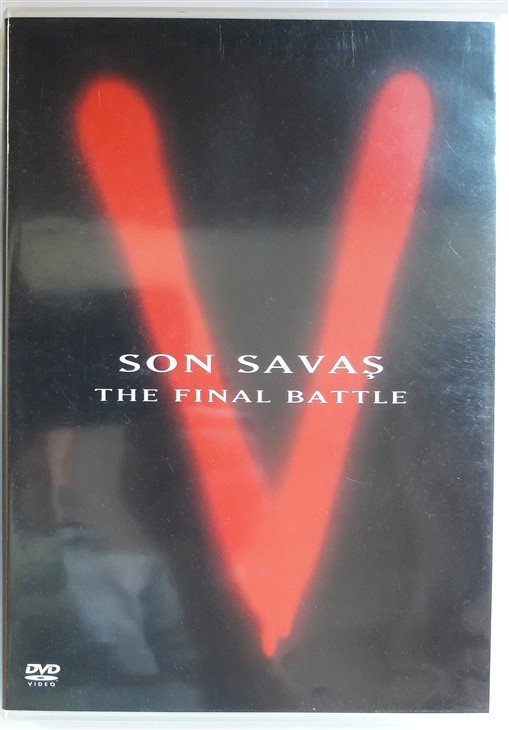 V
SON SAVAŞ
THE FINAL BATTLE
DVD
VIDEO